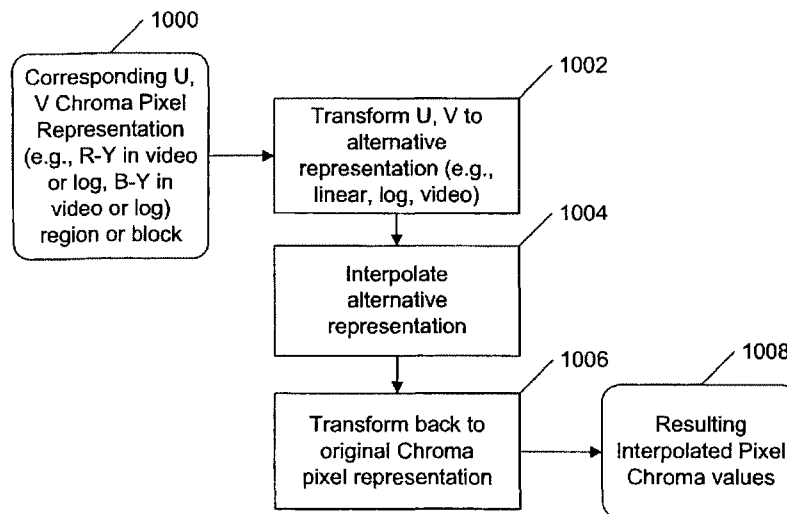 1000
Corresponding U,
V Chroma Pixel
Representation
(e.g., R-Y in video
or log, B-Y in
video or log)
region or block
1002
Transform U, V to
alternative
representation (e.g.,
linear, log, video)
1004
Interpolate
alternative
representation
1006
Transform back to
original Chroma
pixel representation
1008
Resulting
Interpolated Pixel
Chroma values